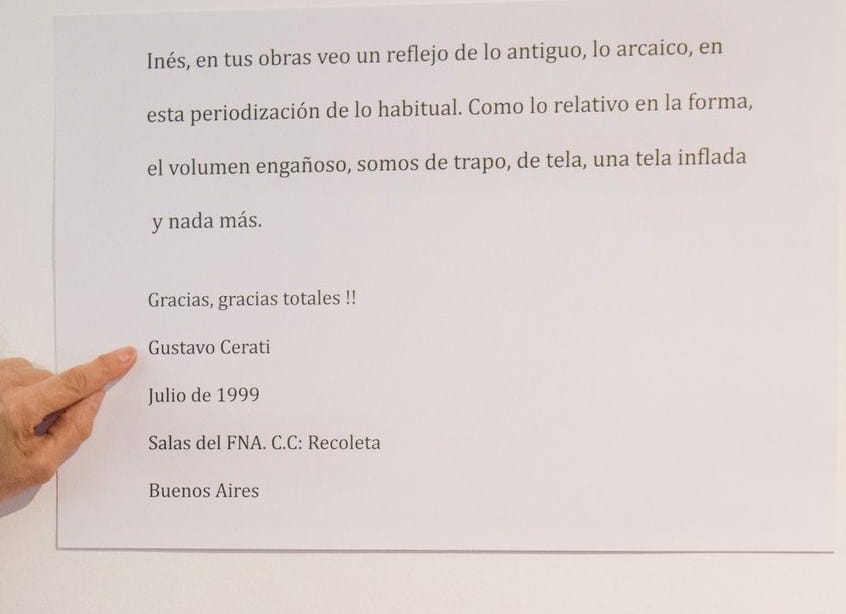 Inés, en tus obras veo un reflejo de lo antiguo, lo arcaico, en
esta periodización de lo habitual. Como lo relativo en la forma,
el volumen engañoso, somos de trapo, de tela, una tela inflada
y nada más.
Gracias, gracias totales !!
Gustavo Cerati
Julio de 1999
Salas del FNA. C.C: Recoleta
Buenos Aires